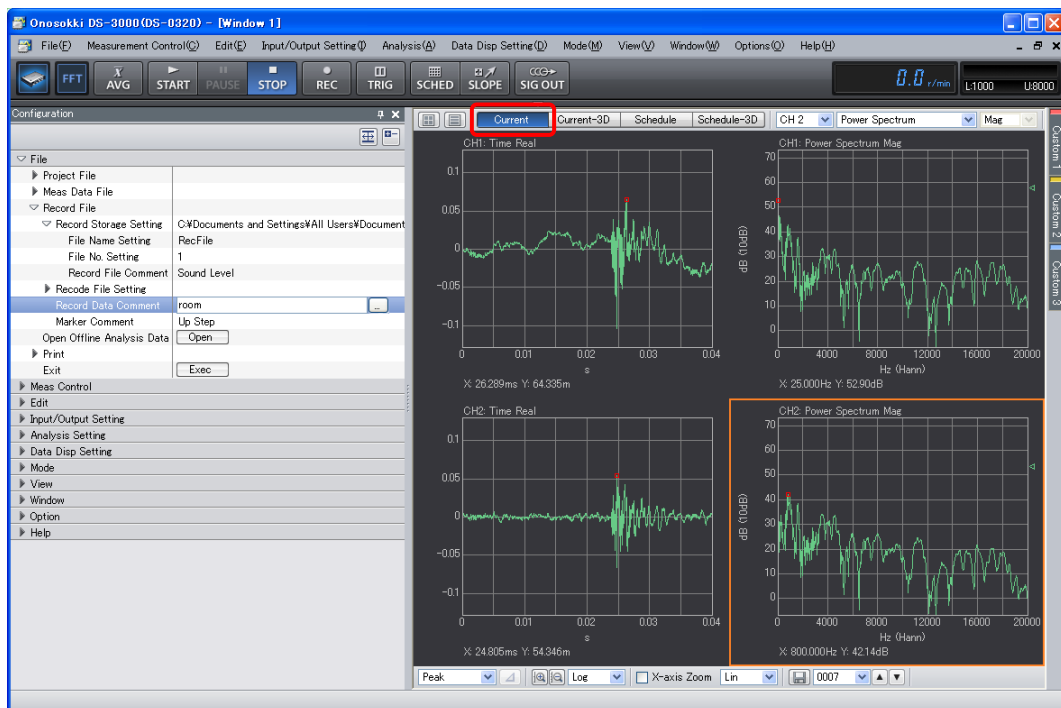 Onosokki DS-3000(DS-0320) - [Window 1]
File(F) Measurement Control(C) Edit(E) Input/Output Setting(I) Analysis(A) Data Disp Setting(D) Mode(M) View(V) Window(W) Options(O) Help(H)
FFT X AVG START PAUSE STOP REC TRIG SCHED SLOPE SIG OUT 0.0 r/min L:1000 U:8000
Configuration
Current Current-3D Schedule Schedule-3D CH 2 Power Spectrum Mag
Custom 1
Custom 2
Custom 3
File
Project File
Meas Data File
Record File
Record Storage Setting C:¥Documents and Settings¥All Users¥Document
File Name Setting RecFile
File No. Setting 1
Record File Comment Sound Level
Recode File Setting
Record Data Comment room ...
Marker Comment Up Step
Open Offline Analysis Data Open
Print
Exit Exec
Meas Control
Edit
Input/Output Setting
Analysis Setting
Data Disp Setting
Mode
View
Window
Option
Help
CH1: Time Real
0.1
0.05
0
-0.05
-0.1
0 0.01 0.02 0.03 0.04
s
X: 26.289ms Y: 64.335m
CH1: Power Spectrum Mag
70
60
50
40
30
20
10
0
dB (10dB)
0 4000 8000 12000 16000 20000
Hz (Hann)
X: 25.000Hz Y: 52.90dB
CH2: Time Real
0.1
0.05
0
-0.05
-0.1
0 0.01 0.02 0.03 0.04
s
X: 24.805ms Y: 54.346m
CH2: Power Spectrum Mag
70
60
50
40
30
20
10
0
dB (10dB)
0 4000 8000 12000 16000 20000
Hz (Hann)
X: 800.000Hz Y: 42.14dB
Peak Log X-axis Zoom Lin 0007